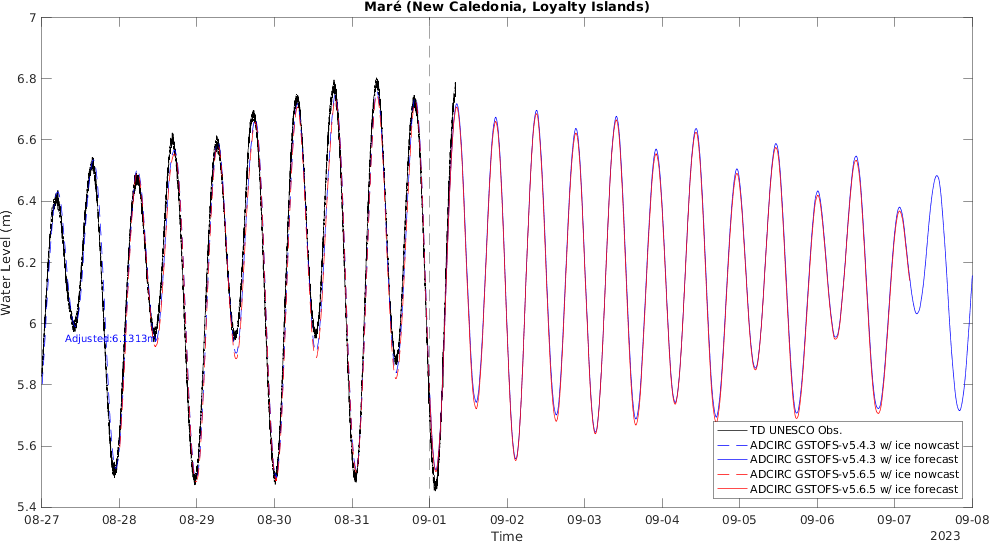 Maré (New Caledonia, Loyalty Islands)
7
6.8
6.6
6.4
6.2
6
5.8
5.6
5.4
Water Level (m)
Adjusted:6.1313m
TD UNESCO Obs.
ADCIRC GSTOFS-v5.4.3 w/ ice nowcast
ADCIRC GSTOFS-v5.4.3 w/ ice forecast
ADCIRC GSTOFS-v5.6.5 w/ ice nowcast
ADCIRC GSTOFS-v5.6.5 w/ ice forecast
08-27 08-28 08-29 08-30 08-31 09-01 09-02 09-03 09-04 09-05 09-06 09-07 09-08
Time
2023